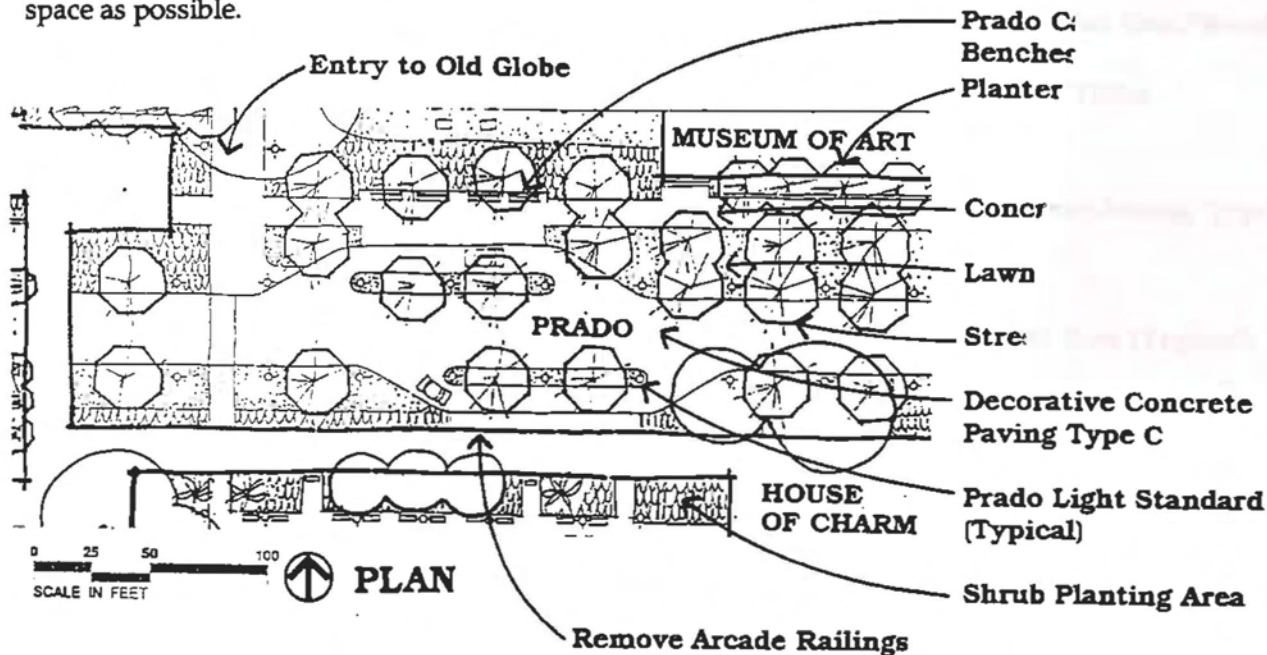 space as possible.
Entry to Old Globe
Prado
Planter
MUSEUM OF ART
Lawn
PRADO
Decorative Concrete
Paving Type C
Prado Light Standard
(Typical)
HOUSE
OF CHARM
Shrub Planting Area
0 25 50 100
SCALE IN FEET
PLAN
Remove Arcade Railings